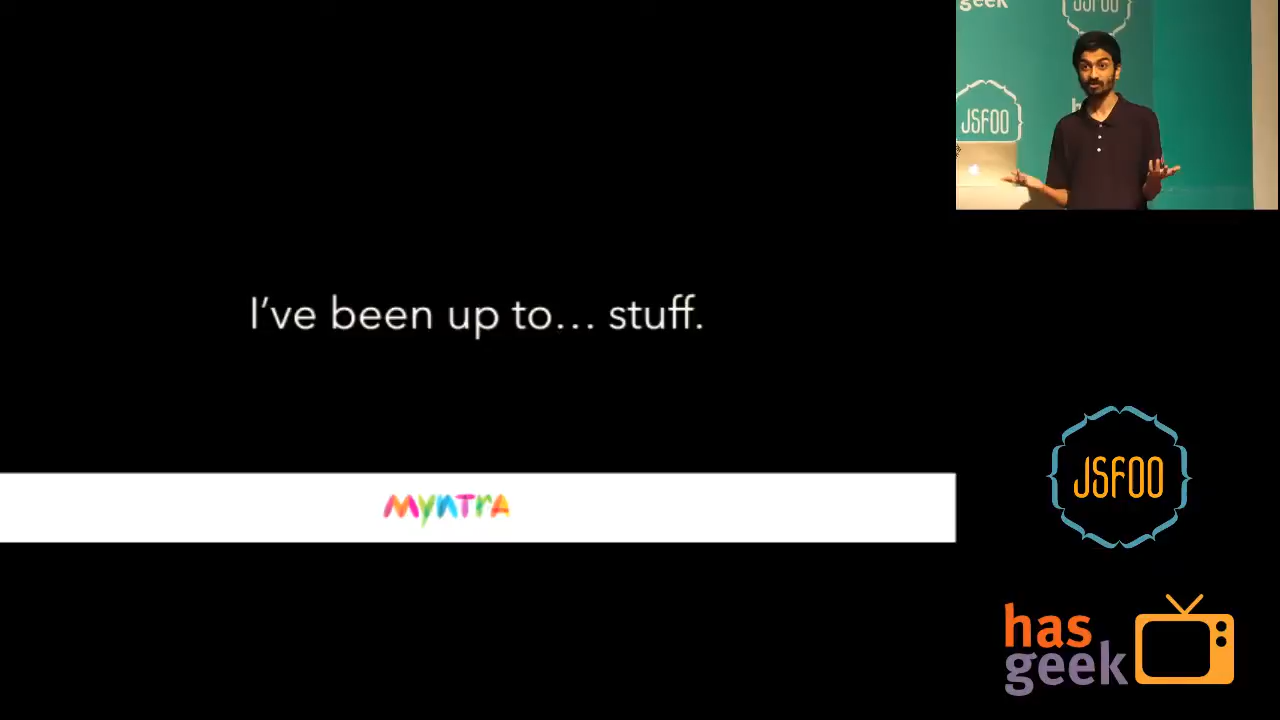 geek
JSFOO
JSFOO
h
I've been up to... stuff.
myntra
JSFOO
has
geek